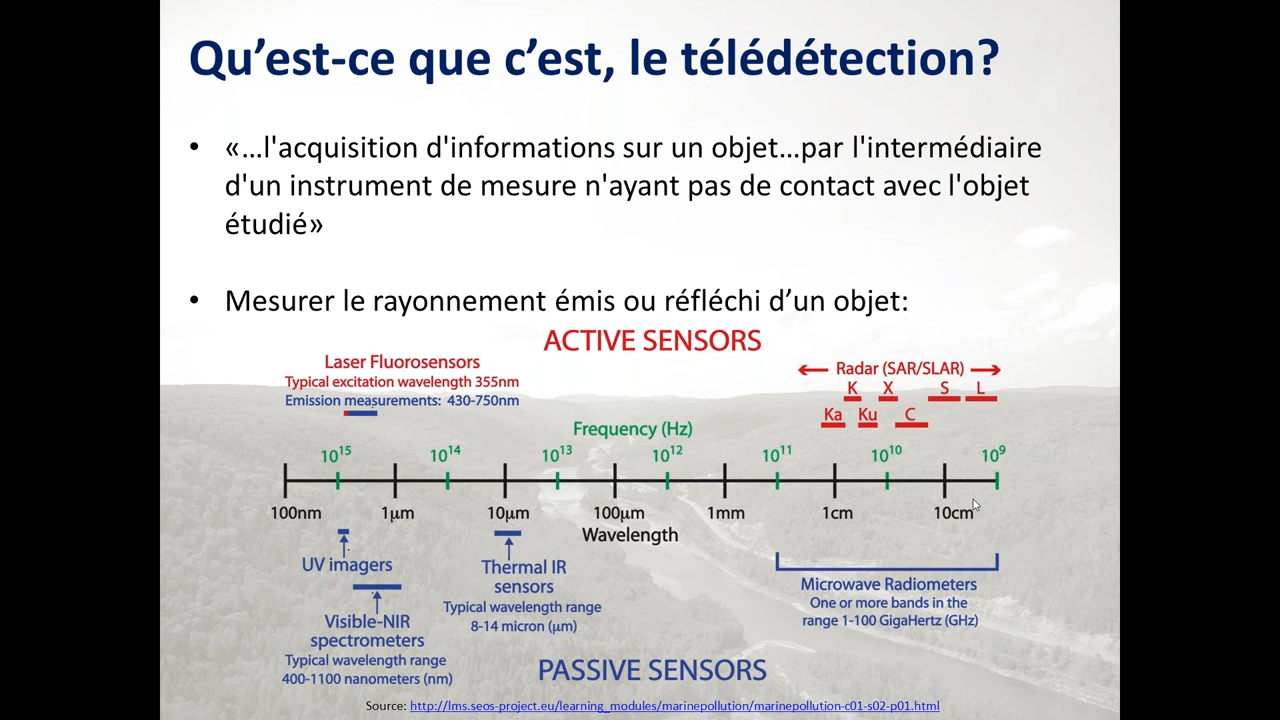 Qu’est-ce que c’est, le télédétection?
• «…l'acquisition d'informations sur un objet…par l'intermédiaire
d'un instrument de mesure n'ayant pas de contact avec l'objet
étudié»
• Mesurer le rayonnement émis ou réfléchi d’un objet:
ACTIVE SENSORS
Laser Fluorosensors
Typical excitation wavelength 355nm
Emission measurements: 430-750nm
Radar (SAR/SLAR)
K X S L
Ka Ku C
Frequency (Hz)
10¹⁵ 10¹⁴ 10¹³ 10¹² 10¹¹ 10¹⁰ 10⁹
100nm 1µm 10µm 100µm 1mm 1cm 10cm
Wavelength
UV imagers
Visible-NIR
spectrometers
Typical wavelength range
400-1100 nanometers (nm)
Thermal IR
sensors
Typical wavelength range
8-14 micron (µm)
Microwave Radiometers
One or more bands in the
range 1-100 GigaHertz (GHz)
PASSIVE SENSORS
Source: http://lms.seos-project.eu/learning_modules/marinepollution/marinepollution-c01-s02-p01.html